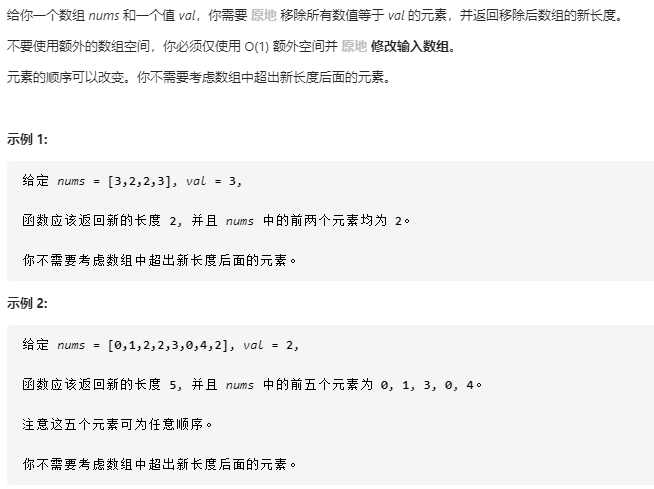 给你一个数组 nums 和一个值 val，你需要 原地 移除所有数值等于 val 的元素，并返回移除后数组的新长度。
不要使用额外的数组空间，你必须仅使用 O(1) 额外空间并 原地 修改输入数组。
元素的顺序可以改变。你不需要考虑数组中超出新长度后面的元素。
示例 1:
给定 nums = [3,2,2,3], val = 3,
函数应该返回新的长度 2, 并且 nums 中的前两个元素均为 2。
你不需要考虑数组中超出新长度后面的元素。
示例 2:
给定 nums = [0,1,2,2,3,0,4,2], val = 2,
函数应该返回新的长度 5, 并且 nums 中的前五个元素为 0, 1, 3, 0, 4。
注意这五个元素可为任意顺序。
你不需要考虑数组中超出新长度后面的元素。